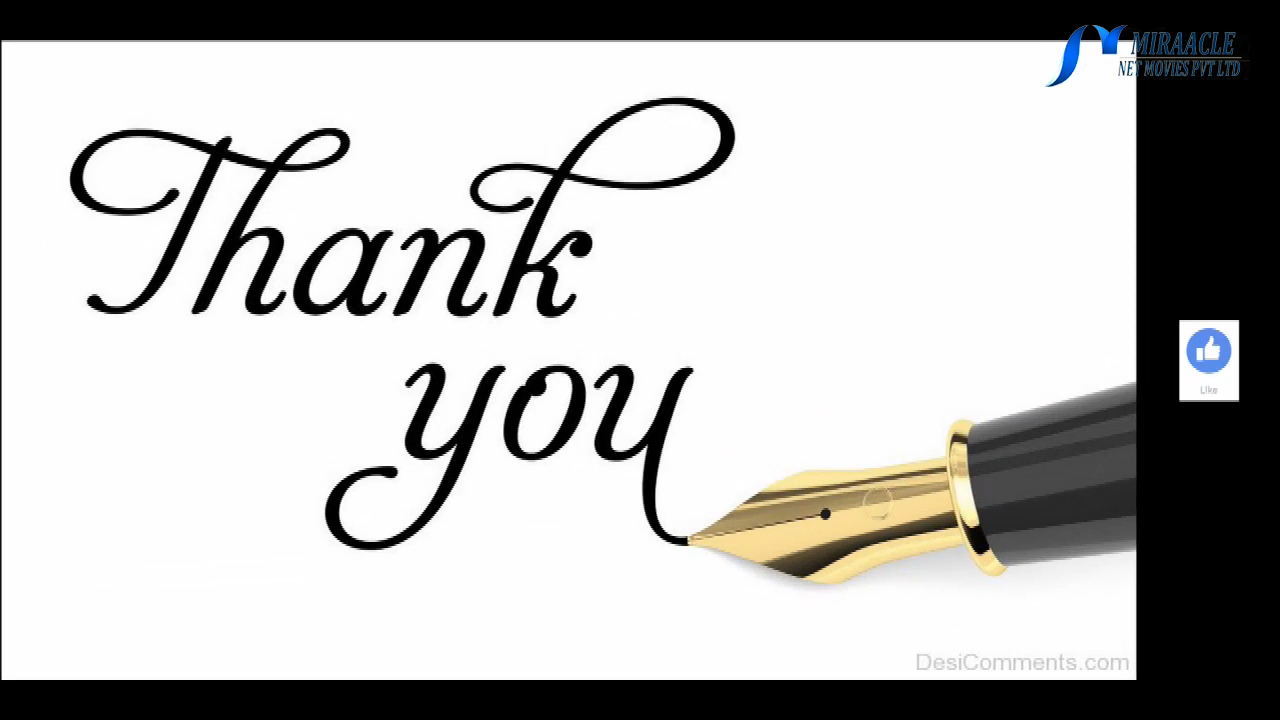 MIRAACLE
NET MOVIES PVT LTD
Thank
you
Like
DesiComments.com